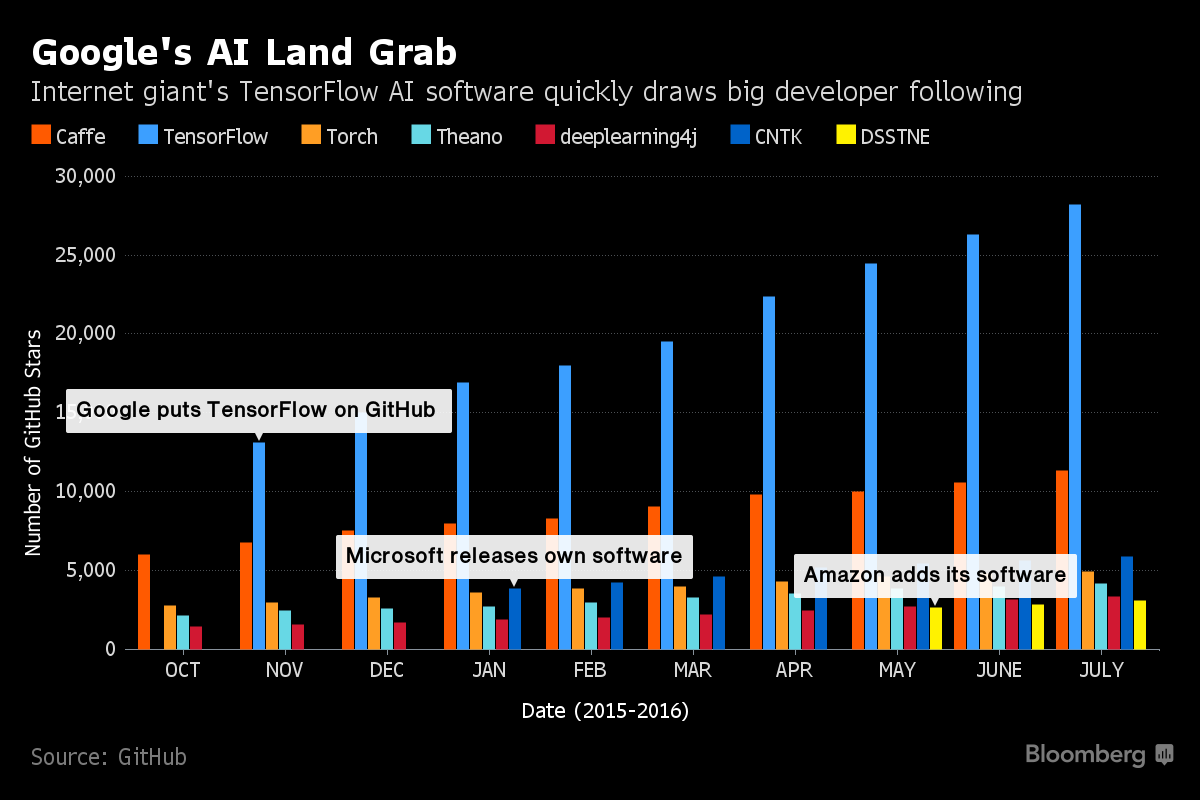 Google's AI Land Grab
Internet giant's TensorFlow AI software quickly draws big developer following
Caffe TensorFlow Torch Theano deeplearning4j CNTK DSSTNE
30,000
25,000
20,000
Google puts TensorFlow on GitHub
10,000
Microsoft releases own software
5,000
Amazon adds its software
0
Number of GitHub Stars
OCT NOV DEC JAN FEB MAR APR MAY JUNE JULY
Date (2015-2016)
Source: GitHub
Bloomberg